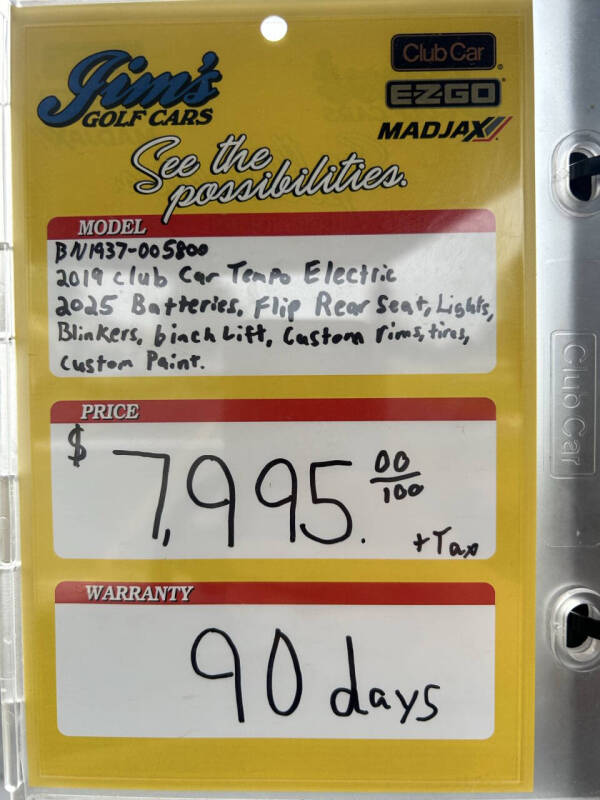 Jim's
GOLF CARS
Club Car
EZGO
MADJAX
See the
possibilities.
MODEL
BN1937-005800
2019 club Car Tempo Electric
2025 Batteries, Flip Rear Seat, Lights,
Blinkers, 6 inch Lift, Custom rims, tires,
Custom Paint.
PRICE
$ 7,995. 00/100
+ Tax
WARRANTY
90 days
Club Car